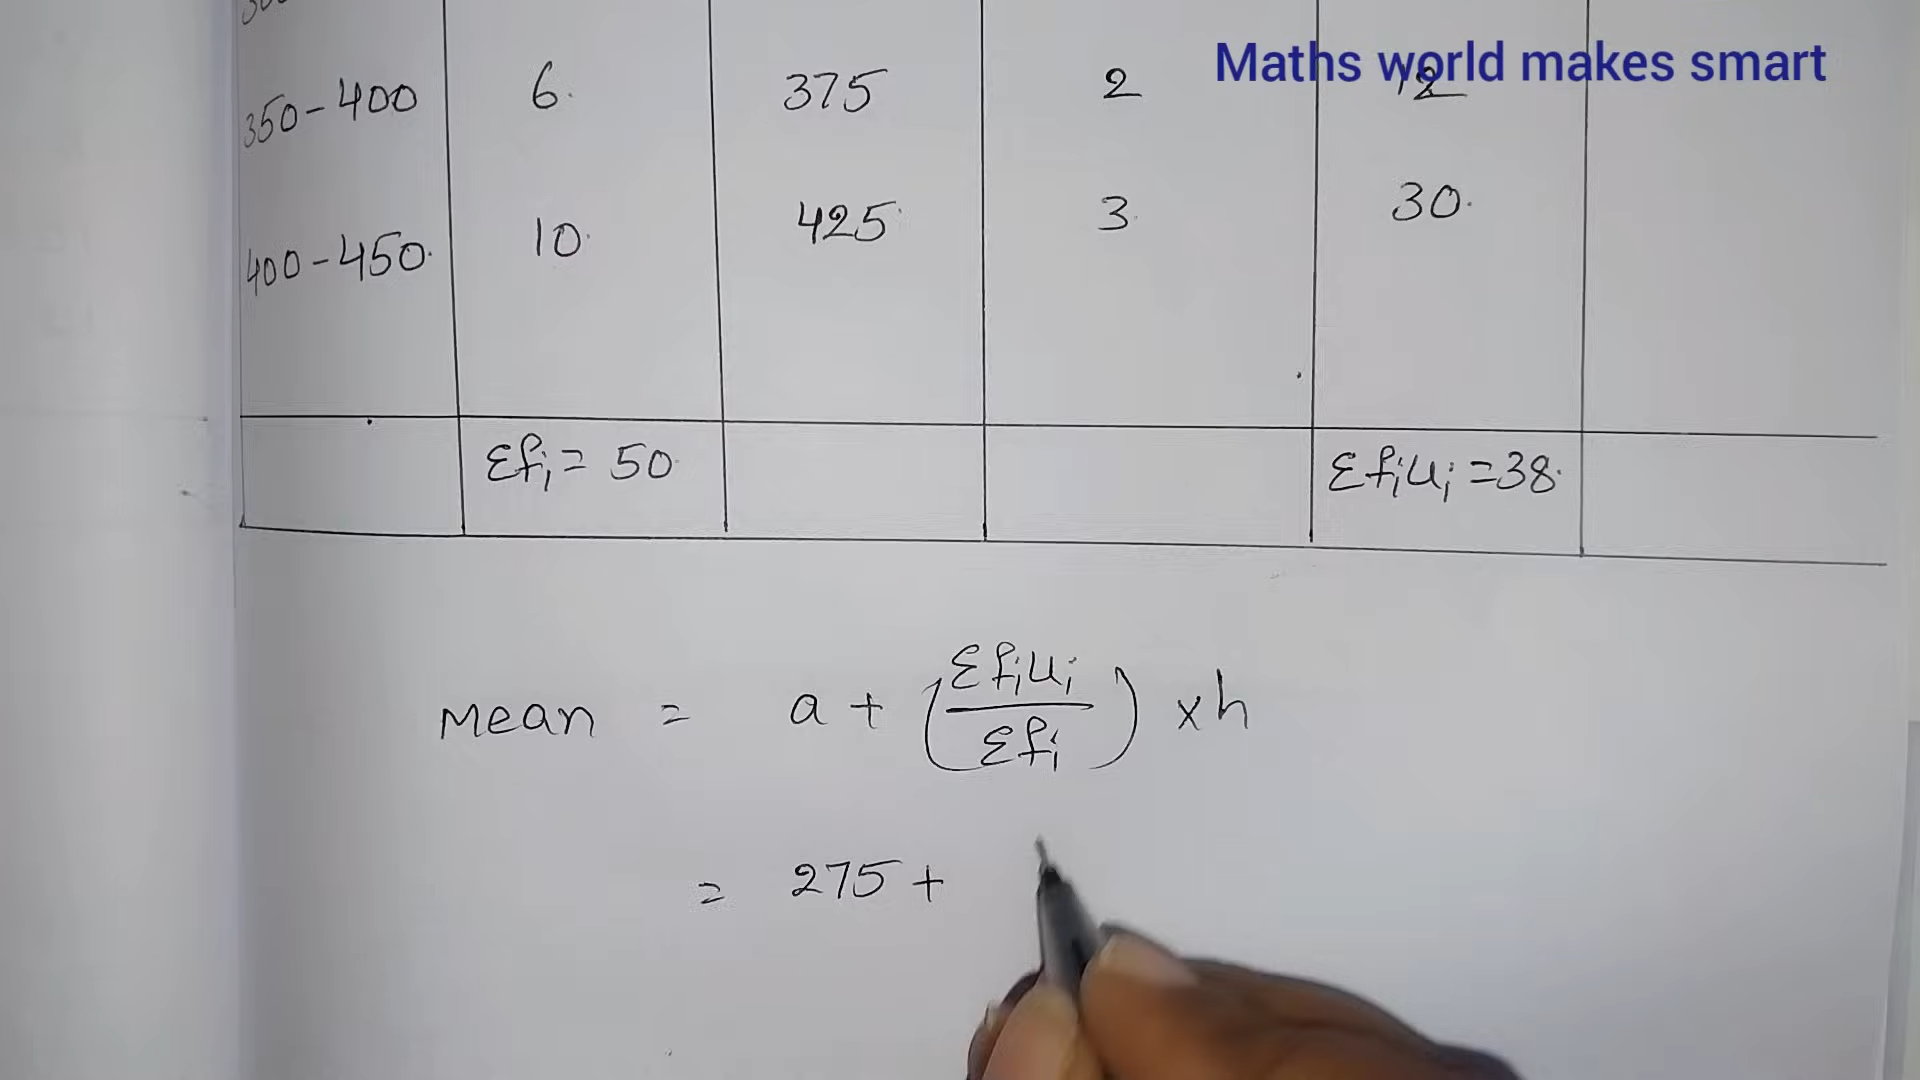 Maths world makes smart
350-400 6. 375 2 12
400-450. 10. 425. 3. 30.
Σfi = 50. Σfiui = 38.
Mean = a + (Σfiui / Σfi) × h
= 275 +